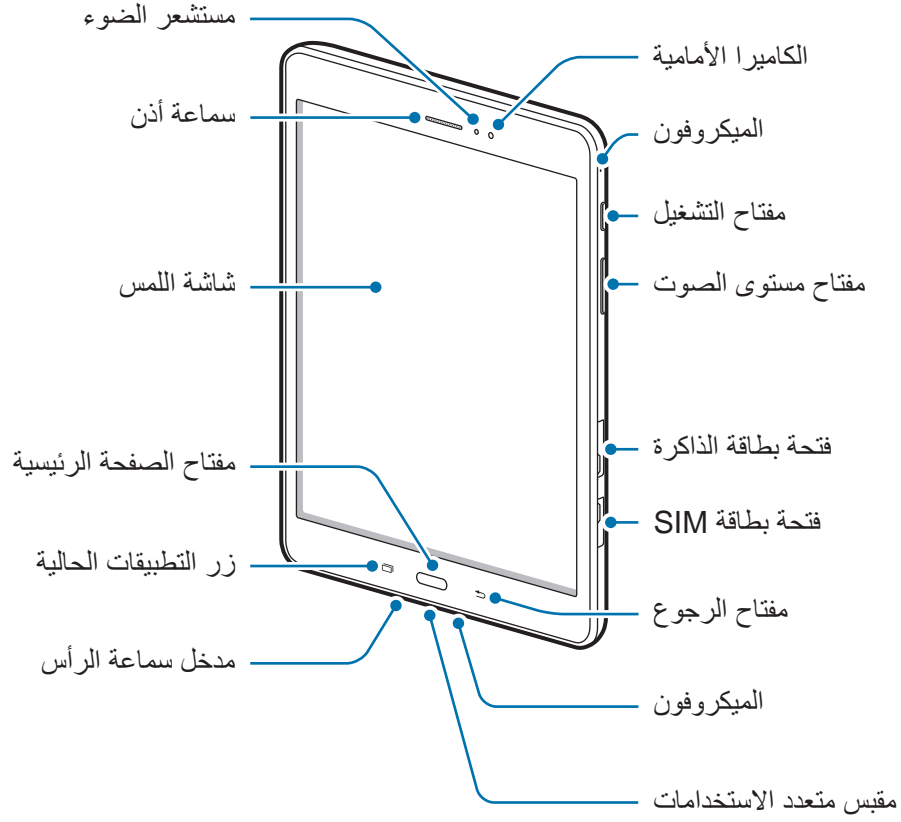 مستشعر الضوء
الكاميرا الأمامية
سماعة أذن
الميكروفون
مفتاح التشغيل
شاشة اللمس
مفتاح مستوى الصوت
فتحة بطاقة الذاكرة
مفتاح الصفحة الرئيسية
فتحة بطاقة SIM
زر التطبيقات الحالية
مفتاح الرجوع
مدخل سماعة الرأس
الميكروفون
مقبس متعدد الاستخدامات